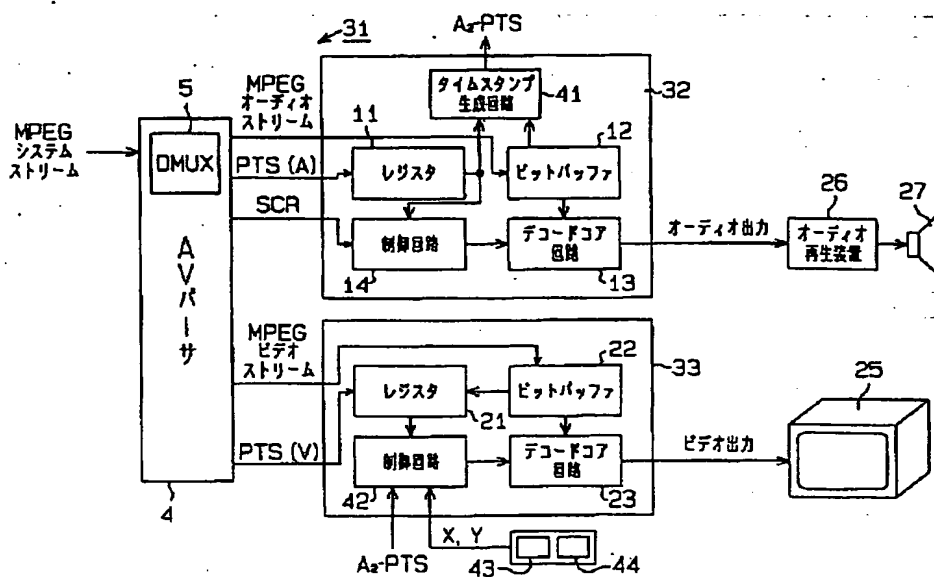 A₂-PTS
31
タイムスタンプ
生成回路
41
32
5
MPEG
オーディオ
ストリーム
MPEG
システム
ストリーム
DMUX
11
12
PTS (A)
レジスタ
ビットバッファ
SCR
26
27
制御回路
デコードコア
回路
オーディオ出力
オーディオ
再生装置
14
13
AVパーサ
MPEG
ビデオ
ストリーム
22
33
25
レジスタ
ビットバッファ
21
PTS (V)
制御回路
デコードコア
回路
ビデオ出力
4
42
23
A₂-PTS
X, Y
43
44